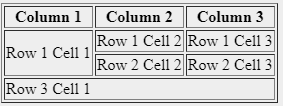 Column 1 Column 2 Column 3
Row 1 Cell 1 Row 1 Cell 2 Row 1 Cell 3
Row 2 Cell 2 Row 2 Cell 3
Row 3 Cell 1